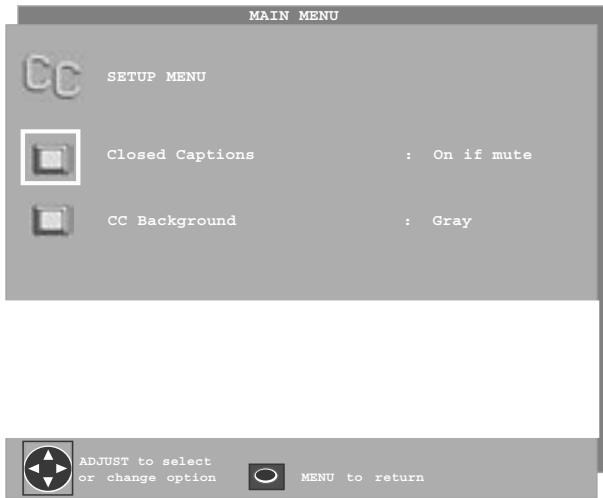 MAIN MENU
CC
SETUP MENU
Closed Captions : On if mute
CC Background : Gray
ADJUST to select
or change option
MENU to return